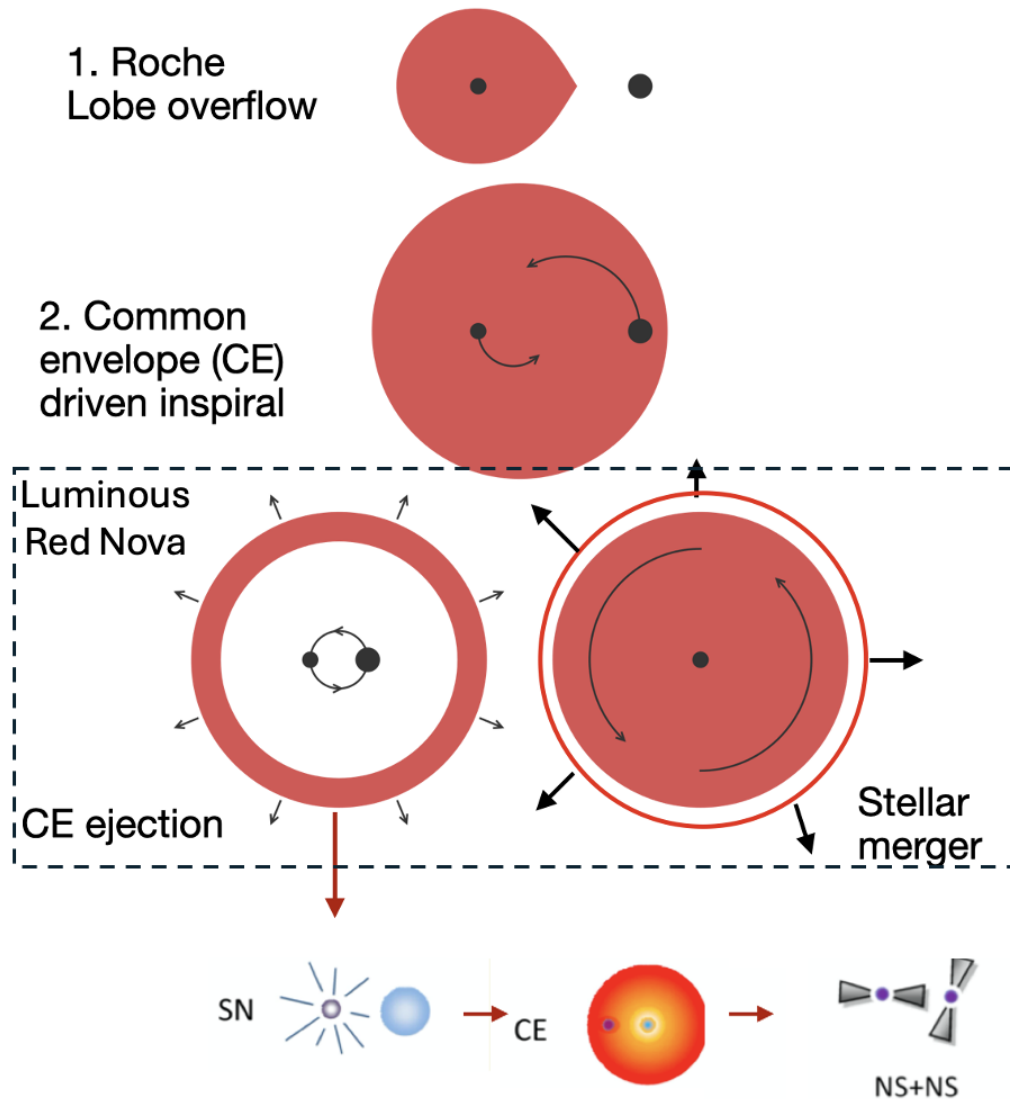 1. Roche
Lobe overflow
2. Common
envelope (CE)
driven inspiral
Luminous
Red Nova
CE ejection
Stellar
merger
SN
CE
NS+NS